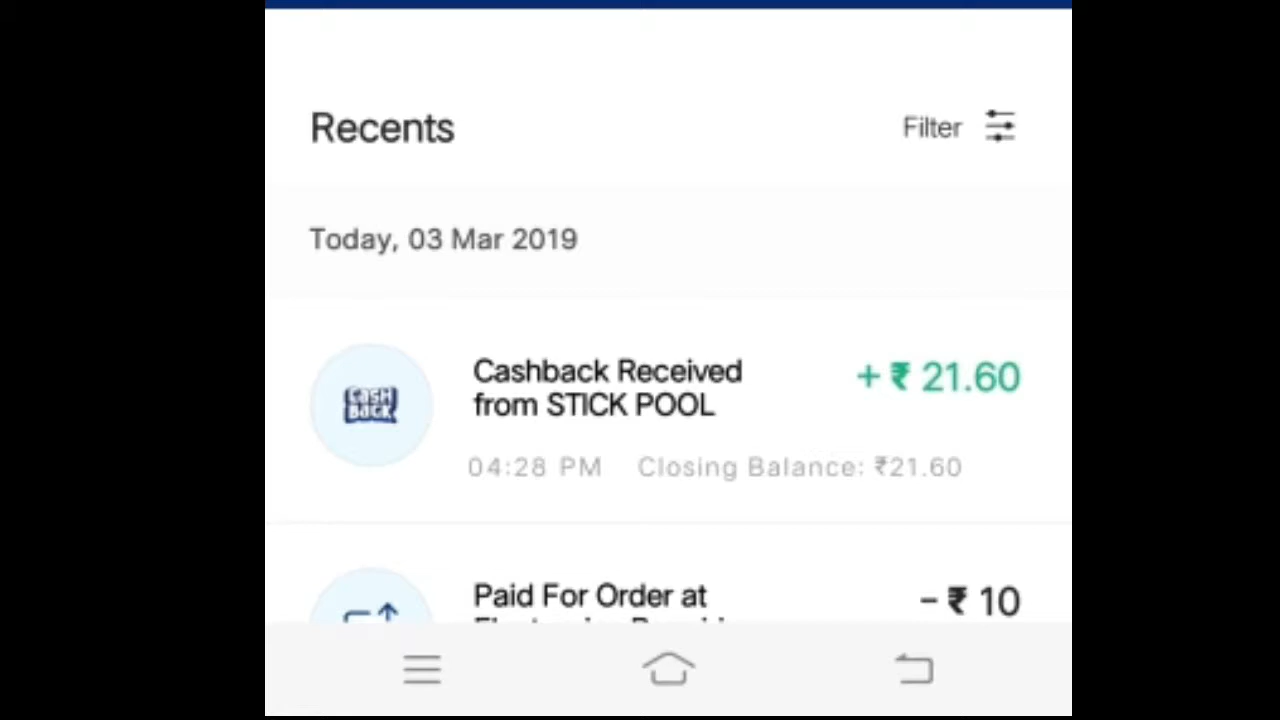 Recents
Filter
Today, 03 Mar 2019
CASH
BACK
Cashback Received
from STICK POOL
+ ₹ 21.60
04:28 PM Closing Balance: ₹21.60
Paid For Order at
- ₹ 10